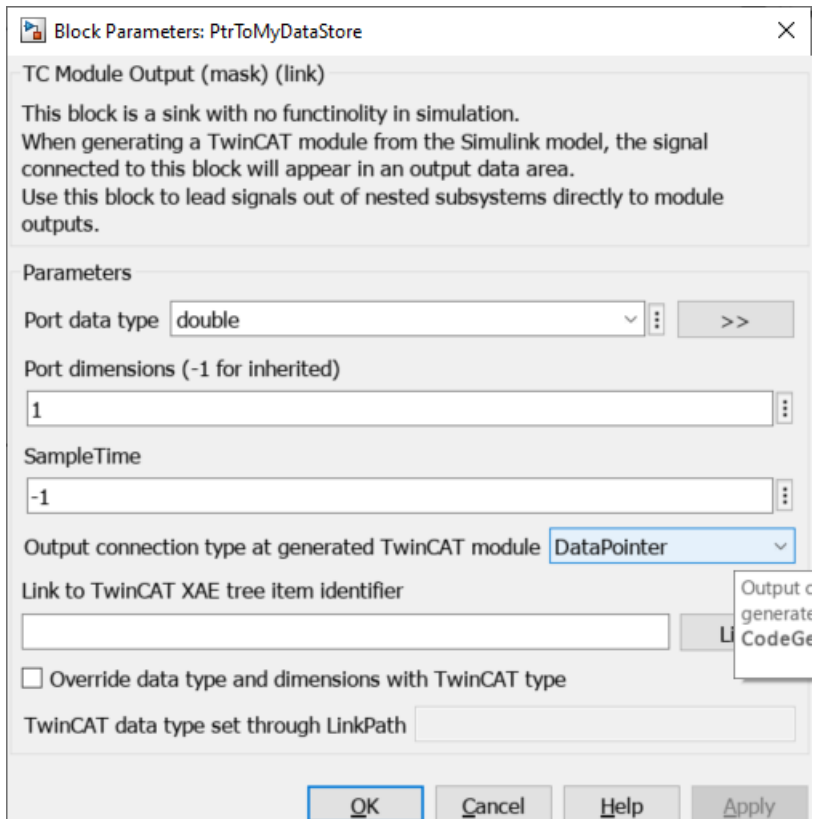 Block Parameters: PtrToMyDataStore
TC Module Output (mask) (link)
This block is a sink with no functinolity in simulation.
When generating a TwinCAT module from the Simulink model, the signal
connected to this block will appear in an output data area.
Use this block to lead signals out of nested subsystems directly to module
outputs.
Parameters
Port data type double >>
Port dimensions (-1 for inherited)
1
SampleTime
-1
Output connection type at generated TwinCAT module DataPointer
Link to TwinCAT XAE tree item identifier
Output
Override data type and dimensions with TwinCAT type
TwinCAT data type set through LinkPath
OK Cancel Help Apply